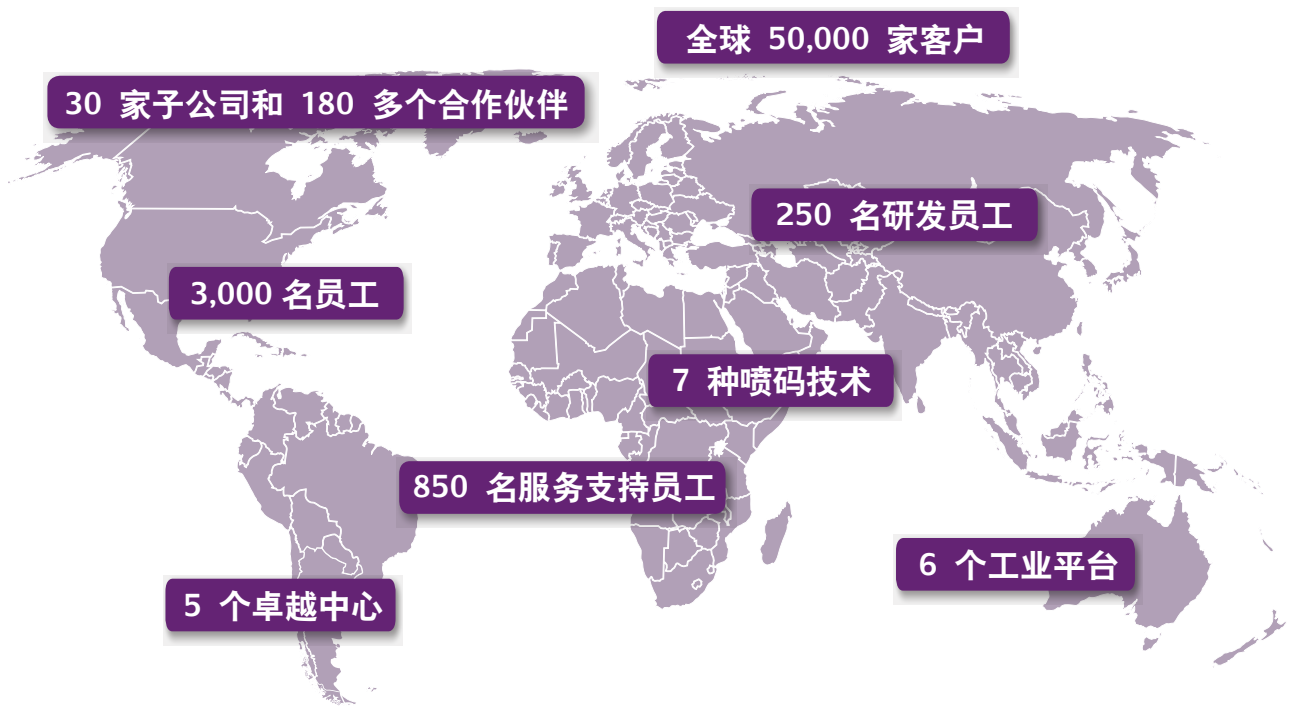 全球 50,000 家客户
30 家子公司和 180 多个合作伙伴
250 名研发员工
3,000 名员工
7 种喷码技术
850 名服务支持员工
6 个工业平台
5 个卓越中心